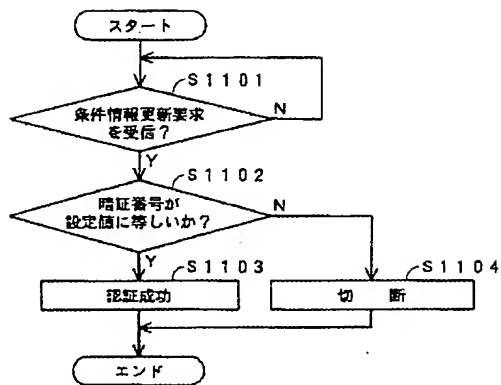 スタート
S1101
条件情報更新要求
を受信？
N
Y
S1102
暗証番号が
設定値に等しいか？
N
Y
S1103
S1104
認証成功
切 断
エンド